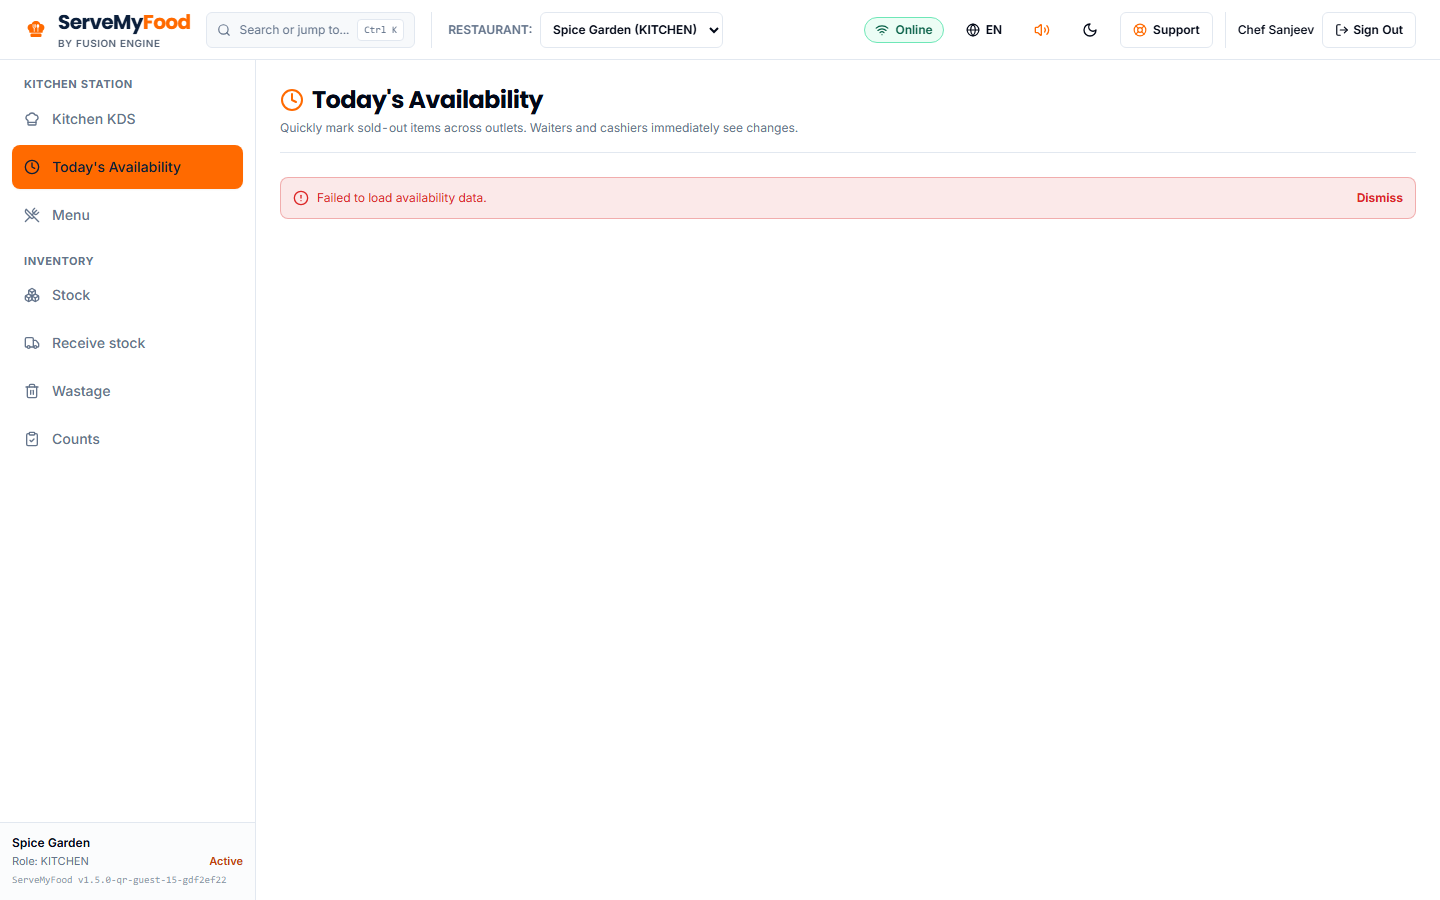 ServeMyFood
BY FUSION ENGINE
Search or jump to... Ctrl K
RESTAURANT: Spice Garden (KITCHEN)
Online
EN
Support
Chef Sanjeev
Sign Out
KITCHEN STATION
Kitchen KDS
Today's Availability
Menu
INVENTORY
Stock
Receive stock
Wastage
Counts
Spice Garden
Role: KITCHEN Active
ServeMyFood v1.5.0-qr-guest-15-gdf2ef22
Today's Availability
Quickly mark sold-out items across outlets. Waiters and cashiers immediately see changes.
Failed to load availability data. Dismiss